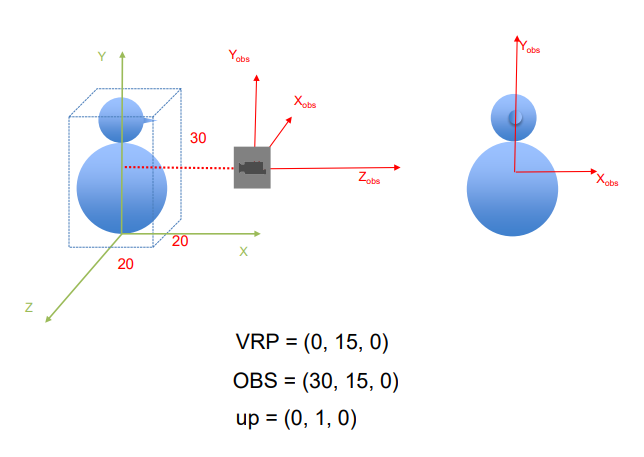 Y
Yobs
Xobs
30
Zobs
X
20
20
Z
Yobs
Xobs
VRP = (0, 15, 0)
OBS = (30, 15, 0)
up = (0, 1, 0)